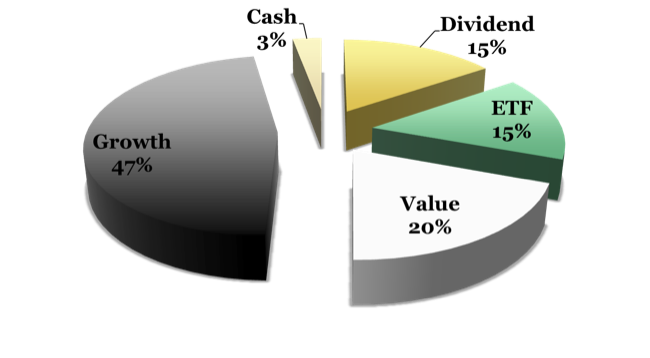 Cash
3%
Dividend
15%
ETF
15%
Growth
47%
Value
20%